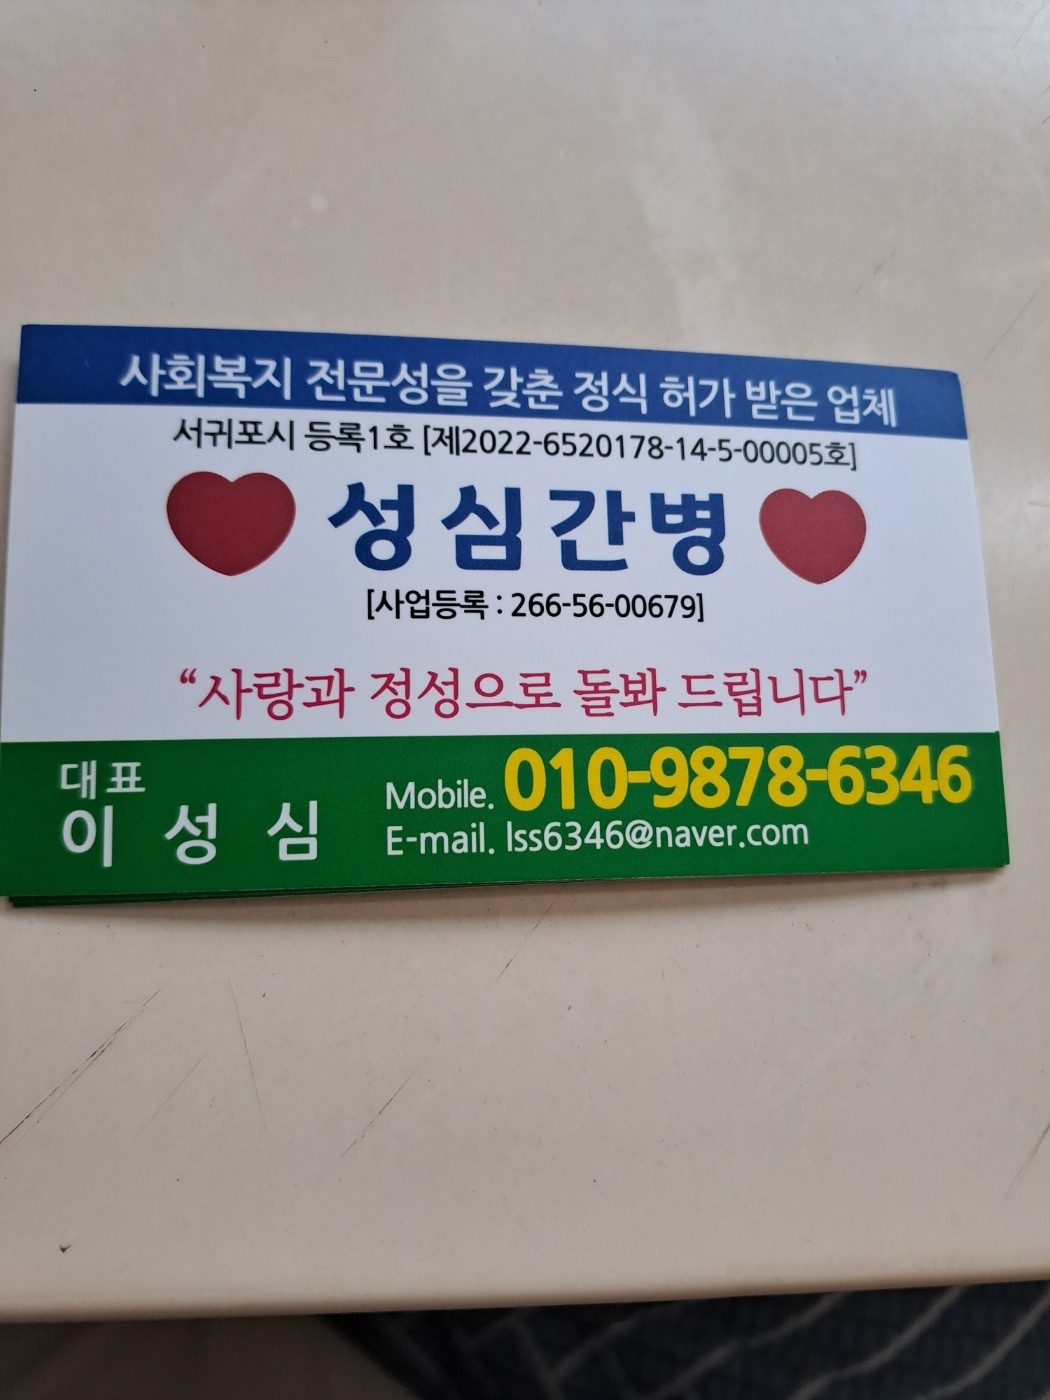 사회복지 전문성을 갖춘 정식 허가 받은 업체
서귀포시 등록1호 [제2022-6520178-14-5-00005호]
성심간병
[사업등록 : 266-56-00679]
“사랑과 정성으로 돌봐 드립니다”
대표
이 성 심
Mobile. 010-9878-6346
E-mail. lss6346@naver.com